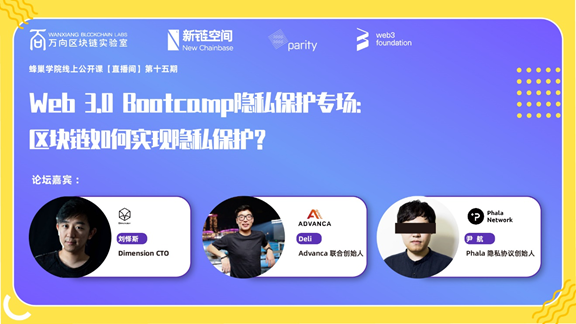 WANXIANG BLOCKCHAIN LABS
万向区块链实验室
新链空间
New Chainbase
parity
web3
foundation
蜂巢学院线上公开课【直播间】第十五期
Web 3.0 Bootcamp隐私保护专场:
区块链如何实现隐私保护?
论坛嘉宾：
刘怿斯
Dimension CTO
ADVANCA
Deli
Advanca 联合创始人
Phala
Network
尹 航
Phala 隐私协议创始人